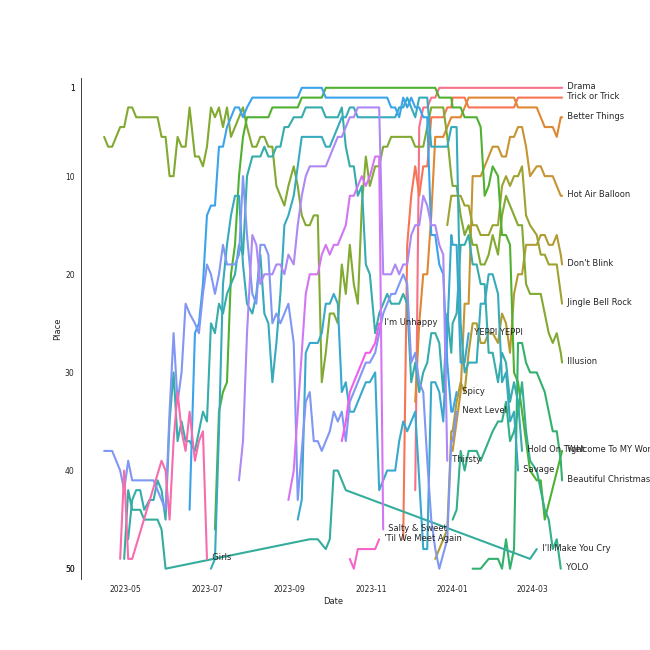 1
Drama
Trick or Trick
Better Things
10
Hot Air Balloon
Don't Blink
20
Jingle Bell Rock
I'm Unhappy
YEPPI YEPPI
Place
Illusion
30
Spicy
Next Level
Hold On Tight
Welcome To MY Wor
Thirsty
40
Savage
Beautiful Christmas
Salty & Sweet
'Til We Meet Again
I'll Make You Cry
Girls
50
YOLO
2023-05
2023-07
2023-09
2023-11
2024-01
2024-03
Date